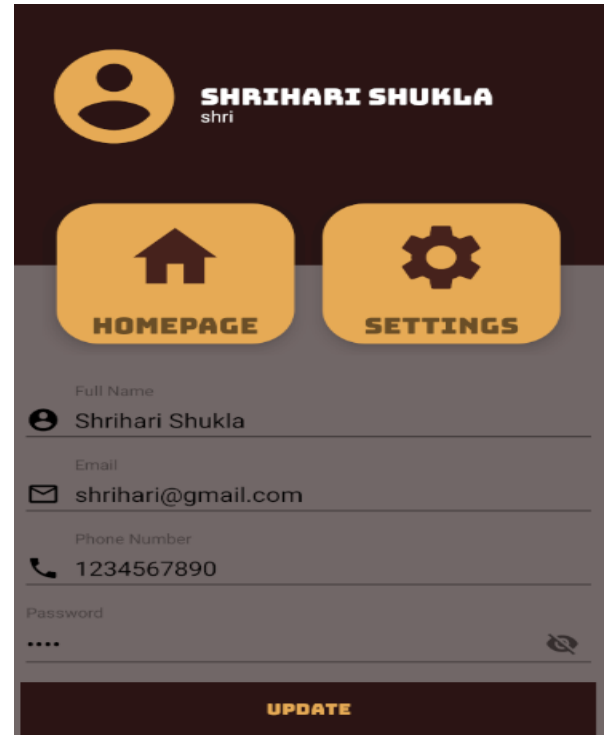 SHRIHARI SHUKLA
shri
HOMEPAGE
SETTINGS
Full Name
Shrihari Shukla
Email
shrihari@gmail.com
Phone Number
1234567890
Password
••••
UPDATE